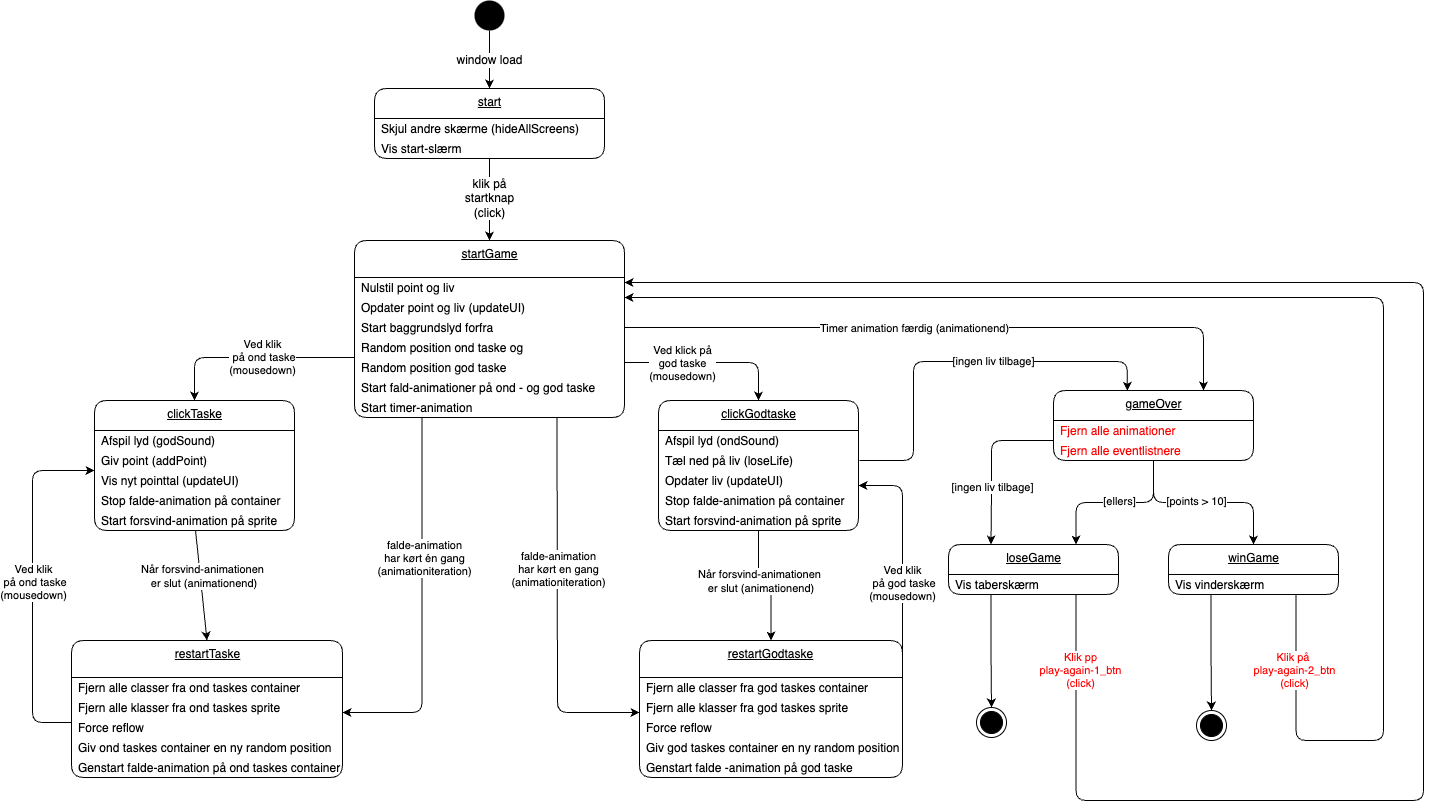 window load
start
Skjul andre skærme (hideAllScreens)
Vis start-slærm
klik på
startknap
(click)
startGame
Nulstil point og liv
Opdater point og liv (updateUI)
Start baggrundslyd forfra
Random position ond taske og
Random position god taske
Start fald-animationer på ond - og god taske
Start timer-animation
Timer animation færdig (animationend)
Ved klik
på ond taske
(mousedown)
Ved klick på
god taske
(mousedown)
[ingen liv tilbage]
clickTaske
Afspil lyd (godSound)
Giv point (addPoint)
Vis nyt pointtal (updateUI)
Stop falde-animation på container
Start forsvind-animation på sprite
clickGodtaske
Afspil lyd (ondSound)
Tæl ned på liv (loseLife)
Opdater liv (updateUI)
Stop falde-animation på container
Start forsvind-animation på sprite
gameOver
Fjern alle animationer
Fjern alle eventlistnere
[ingen liv tilbage]
[ellers]
[points > 10]
Ved klik
på ond taske
(mousedown)
Når forsvind-animationen
er slut (animationend)
falde-animation
har kørt én gang
(animationiteration)
falde-animation
har kørt en gang
(animationiteration)
Når forsvind-animationen
er slut (animationend)
Ved klik
på god taske
(mousedown)
loseGame
Vis taberskærm
winGame
Vis vinderskærm
restartTaske
Fjern alle classer fra ond taskes container
Fjern alle klasser fra ond taskes sprite
Force reflow
Giv ond taskes container en ny random position
Genstart falde-animation på ond taskes container
restartGodtaske
Fjern alle classer fra god taskes container
Fjern alle klasser fra god taskes sprite
Force reflow
Giv god taskes container en ny random position
Genstart falde -animation på god taske
Klik pp
play-again-1_btn
(click)
Klik på
play-again-2_btn
(click)